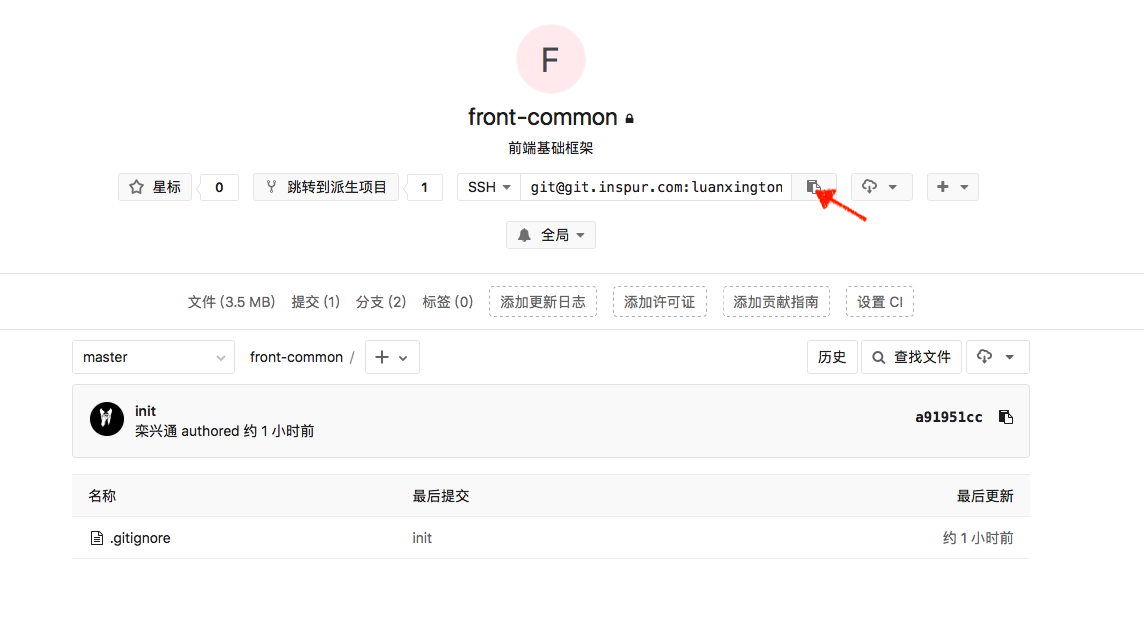 F
front-common
前端基础框架
星标 0 跳转到派生项目 1 SSH git@git.inspur.com:luanxington
全局
文件 (3.5 MB) 提交 (1) 分支 (2) 标签 (0) 添加更新日志 添加许可证 添加贡献指南 设置 CI
master front-common / 历史 查找文件
init
栾兴通 authored 约 1 小时前 a91951cc
名称 最后提交 最后更新
.gitignore init 约 1 小时前